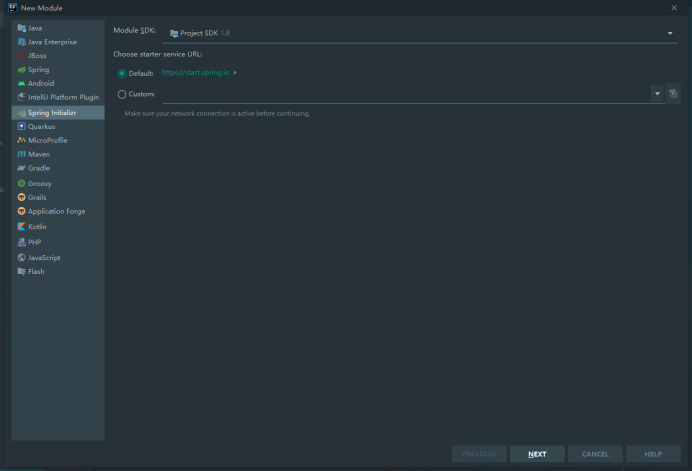 New Module
Java
Java Enterprise
JBoss
Spring
Android
IntelliJ Platform Plugin
Spring Initializr
Quarkus
MicroProfile
Maven
Gradle
Groovy
Grails
Application Forge
Kotlin
PHP
JavaScript
Flash
Module SDK: Project SDK 1.8
Choose starter service URL:
Default: https://start.spring.io
Custom:
Make sure your network connection is active before continuing.
PREVIOUS NEXT CANCEL HELP